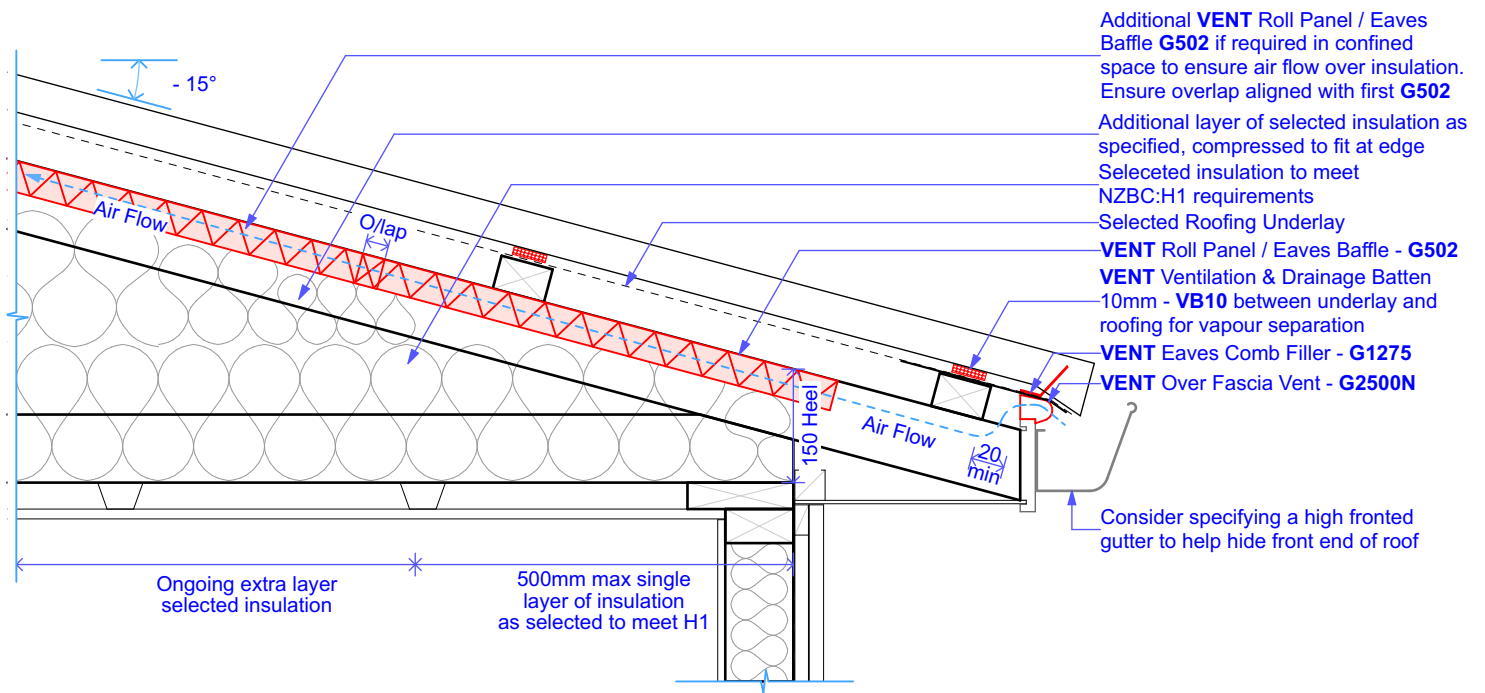 Additional VENT Roll Panel / Eaves
Baffle G502 if required in confined
space to ensure air flow over insulation.
Ensure overlap aligned with first G502
- 15°
Additional layer of selected insulation as
specified, compressed to fit at edge
Seleceted insulation to meet
NZBC:H1 requirements
Selected Roofing Underlay
VENT Roll Panel / Eaves Baffle - G502
VENT Ventilation & Drainage Batten
10mm - VB10 between underlay and
roofing for vapour separation
VENT Eaves Comb Filler - G1275
VENT Over Fascia Vent - G2500N
Air Flow
O/lap
150 Heel
Air Flow
20
min
Consider specifying a high fronted
gutter to help hide front end of roof
Ongoing extra layer
selected insulation
500mm max single
layer of insulation
as selected to meet H1